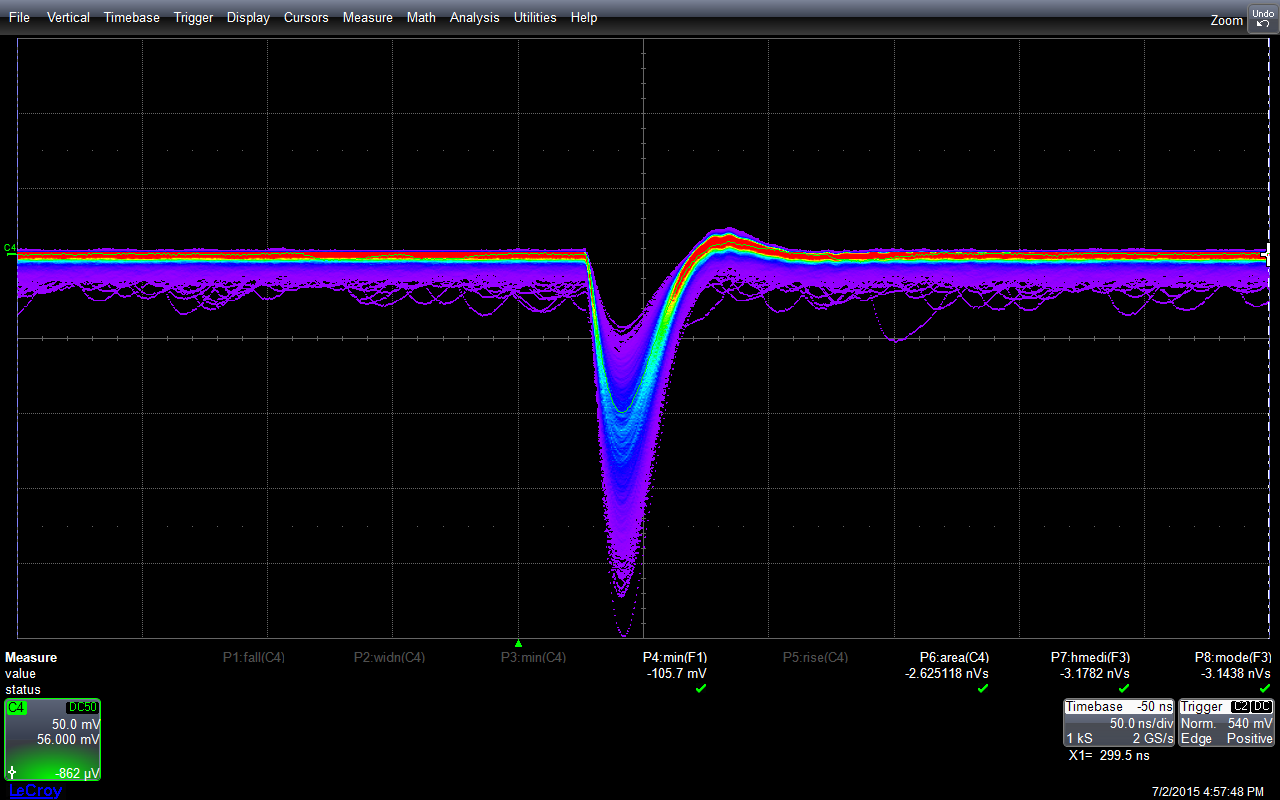 File Vertical Timebase Trigger Display Cursors Measure Math Analysis Utilities Help
Zoom Undo
C4
Measure P1:fall(C4) P2:widn(C4) P3:min(C4) P4:min(F1) P5:rise(C4) P6:area(C4) P7:hmedi(F3) P8:mode(F3)
value -105.7 mV -2.625118 nVs -3.1782 nVs -3.1438 nVs
status
C4 DC50
50.0 mV
56.000 mV
-862 µV
Timebase -50 ns
50.0 ns/div
1 kS 2 GS/s
Trigger C2 DC
Norm. 540 mV
Edge Positive
X1= 299.5 ns
LeCroy
7/2/2015 4:57:48 PM